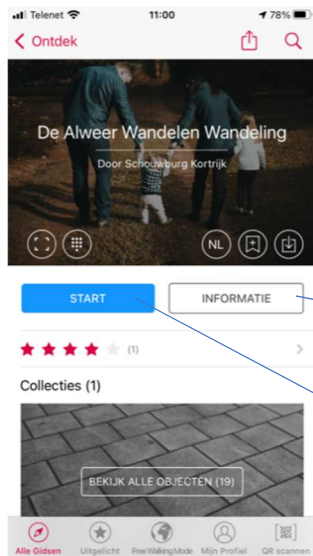 Telenet 11:00 78%
Ontdek
De Alweer Wandelen Wandeling
Door Schouwburg Kortrijk
NL
START INFORMATIE
(1)
Collecties (1)
BEKIJK ALLE OBJECTEN (19)
Alle Gidsen Uitgelicht Free Walking Mode Mijn Profiel QR scannen